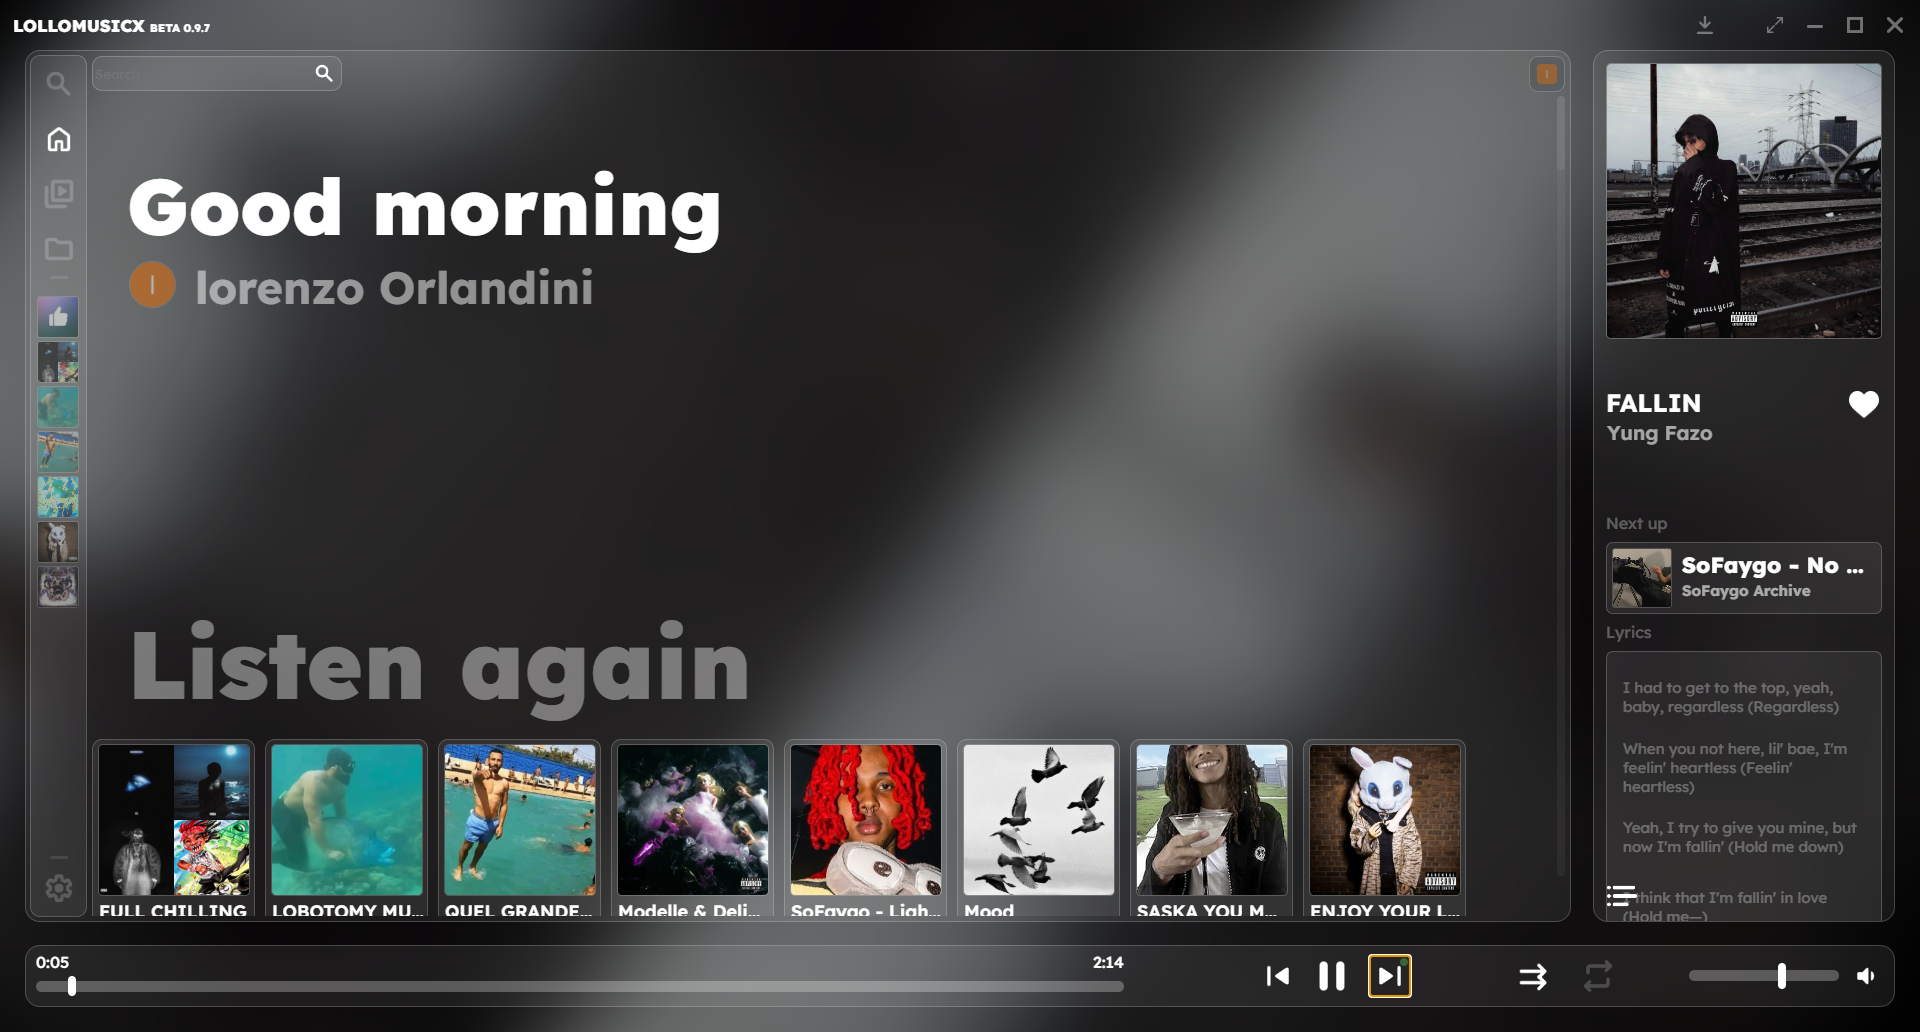 LOLLOMUSICX BETA 0.9.7
Search
Good morning
l lorenzo Orlandini
Listen again
FULL CHILLING
LOBOTOMY MU...
QUEL GRANDE...
Modelle & Deli...
SoFaygo - Ligh...
Mood
SASKA YOU M...
ENJOY YOUR L...
FALLIN
Yung Fazo
Next up
SoFaygo - No ...
SoFaygo Archive
Lyrics
I had to get to the top, yeah,
baby, regardless (Regardless)
When you not here, lil' bae, I'm
feelin' heartless (Feelin'
heartless)
Yeah, I try to give you mine, but
now I'm fallin' (Hold me down)
I think that I'm fallin' in love
(Hold me—)
0:05
2:14